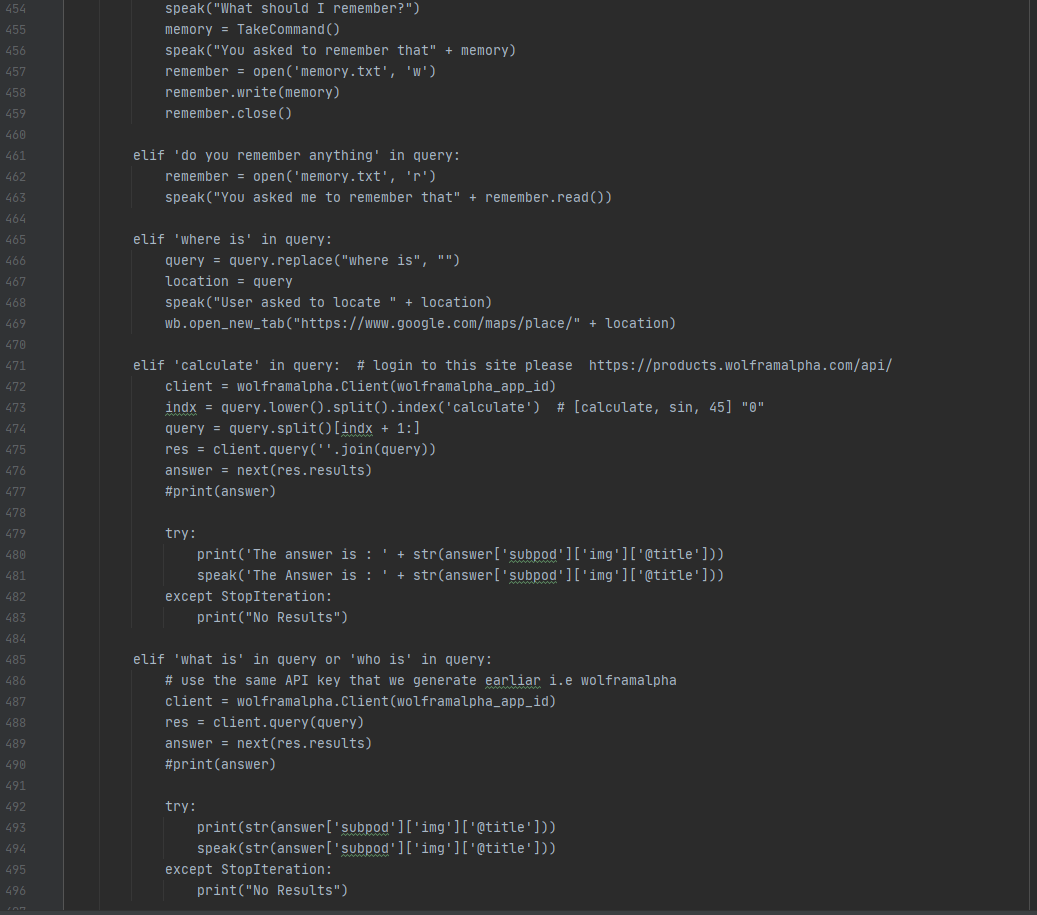 454 speak("What should I remember?")
455 memory = TakeCommand()
456 speak("You asked to remember that" + memory)
457 remember = open('memory.txt', 'w')
458 remember.write(memory)
459 remember.close()
460
461 elif 'do you remember anything' in query:
462 remember = open('memory.txt', 'r')
463 speak("You asked me to remember that" + remember.read())
464
465 elif 'where is' in query:
466 query = query.replace("where is", "")
467 location = query
468 speak("User asked to locate " + location)
469 wb.open_new_tab("https://www.google.com/maps/place/" + location)
470
471 elif 'calculate' in query:  # login to this site please  https://products.wolframalpha.com/api/
472 client = wolframalpha.Client(wolframalpha_app_id)
473 indx = query.lower().split().index('calculate')  # [calculate, sin, 45] "0"
474 query = query.split()[indx + 1:]
475 res = client.query(''.join(query))
476 answer = next(res.results)
477 #print(answer)
478
479 try:
480 print('The answer is : ' + str(answer['subpod']['img']['@title']))
481 speak('The Answer is : ' + str(answer['subpod']['img']['@title']))
482 except StopIteration:
483 print("No Results")
484
485 elif 'what is' in query or 'who is' in query:
486 # use the same API key that we generate earliar i.e wolframalpha
487 client = wolframalpha.Client(wolframalpha_app_id)
488 res = client.query(query)
489 answer = next(res.results)
490 #print(answer)
491
492 try:
493 print(str(answer['subpod']['img']['@title']))
494 speak(str(answer['subpod']['img']['@title']))
495 except StopIteration:
496 print("No Results")